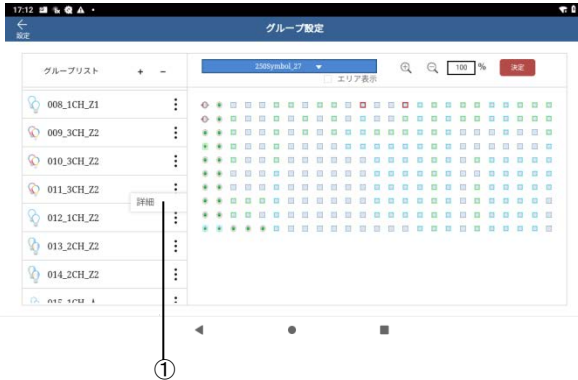 17:12
グループ設定
設定
グループリスト + −
250Symbol_27
エリア表示
100 %
決定
008_1CH_Z1
009_3CH_Z2
010_3CH_Z2
011_3CH_Z2
詳細
012_1CH_Z2
013_2CH_Z2
014_2CH_Z2
①